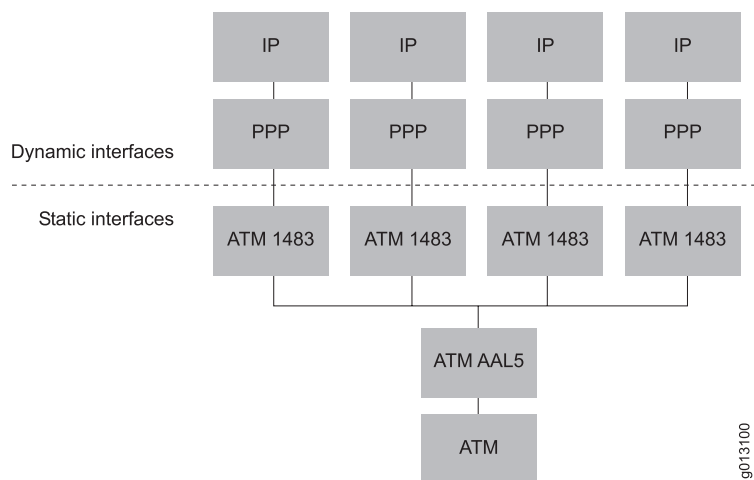 IP IP IP IP
PPP PPP PPP PPP
Dynamic interfaces
Static interfaces
ATM 1483 ATM 1483 ATM 1483 ATM 1483
ATM AAL5
ATM
g013100